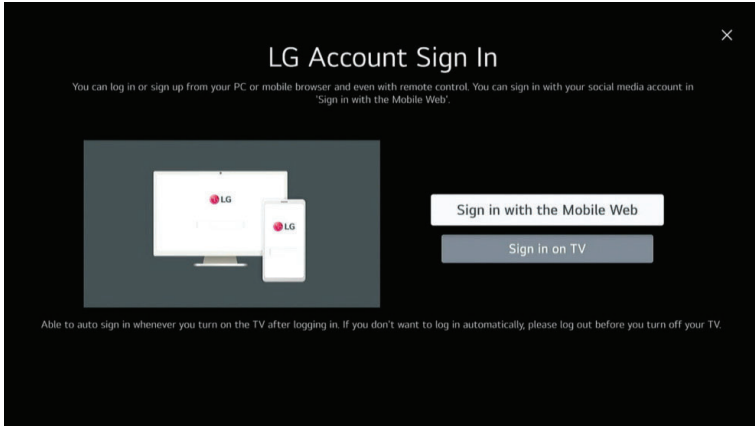 LG Account Sign In
You can log in or sign up from your PC or mobile browser and even with remote control. You can sign in with your social media account in
'Sign in with the Mobile Web'.
LG
LG
Sign in with the Mobile Web
Sign in on TV
Able to auto sign in whenever you turn on the TV after logging in. If you don't want to log in automatically, please log out before you turn off your TV.